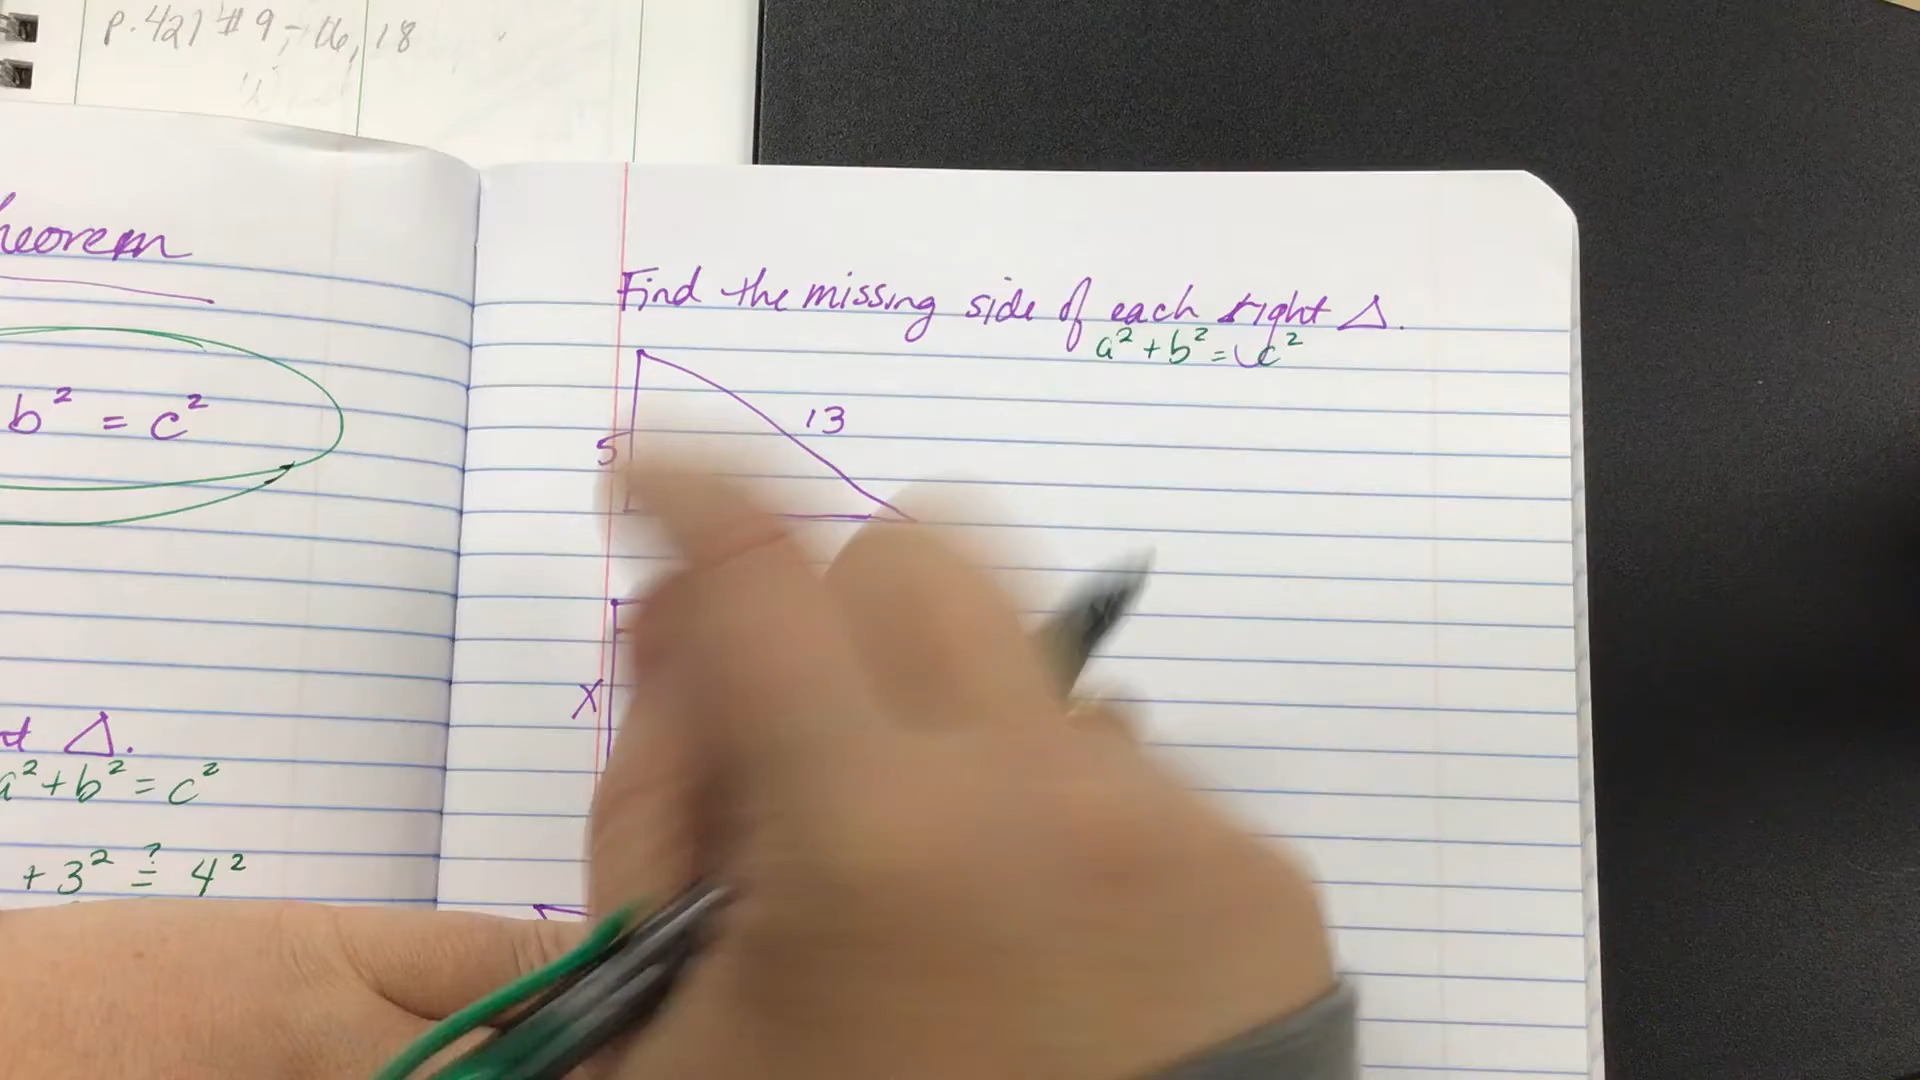 p.421 #9-16, 18
heorem
b² = c²
t Δ.
a²+b² = c²
+ 3² ≟ 4²
Find the missing side of each right Δ.
a² + b² = c²
13
5
X